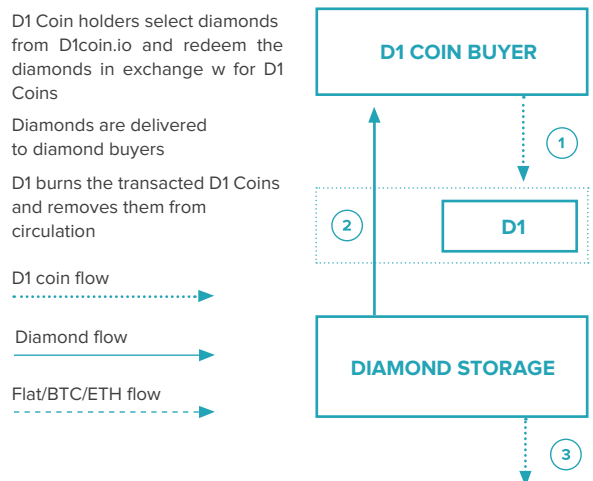 D1 Coin holders select diamonds
from D1coin.io and redeem the
diamonds in exchange w for D1
Coins
Diamonds are delivered
to diamond buyers
D1 burns the transacted D1 Coins
and removes them from
circulation
D1 coin flow
Diamond flow
Flat/BTC/ETH flow
D1 COIN BUYER
1
2
D1
DIAMOND STORAGE
3